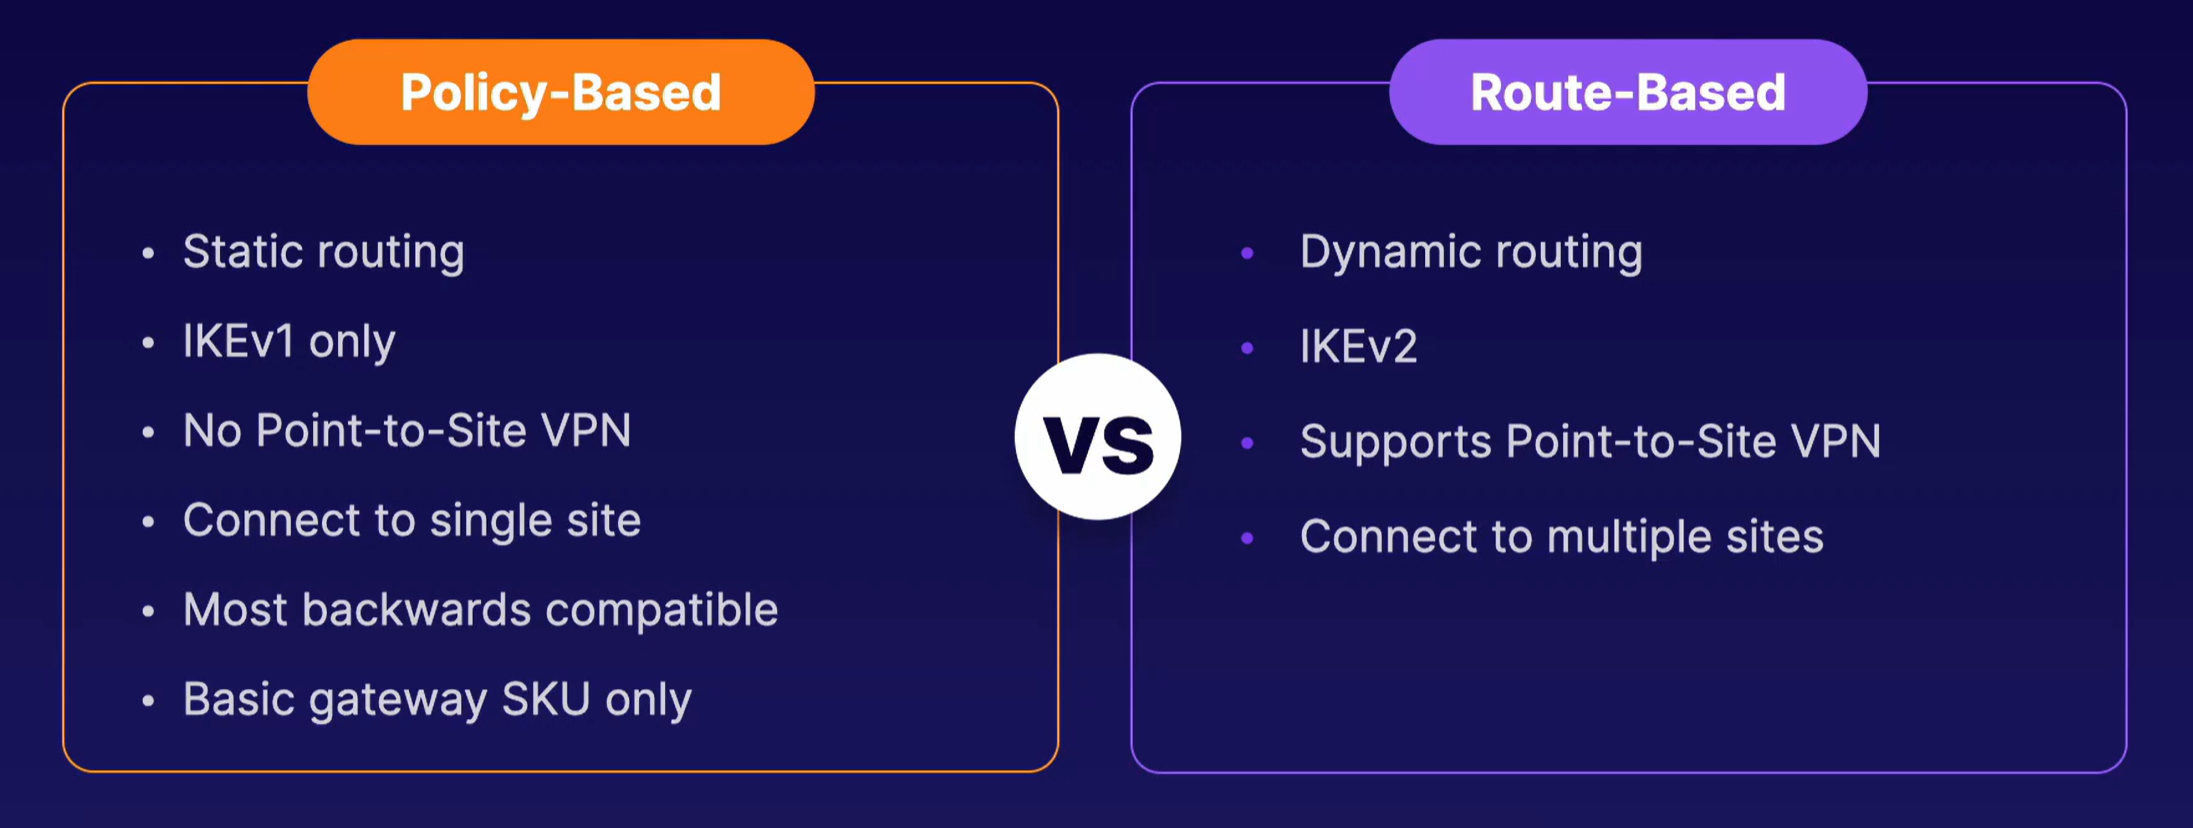 Policy-Based
• Static routing
• IKEv1 only
• No Point-to-Site VPN
• Connect to single site
• Most backwards compatible
• Basic gateway SKU only
VS
Route-Based
• Dynamic routing
• IKEv2
• Supports Point-to-Site VPN
• Connect to multiple sites